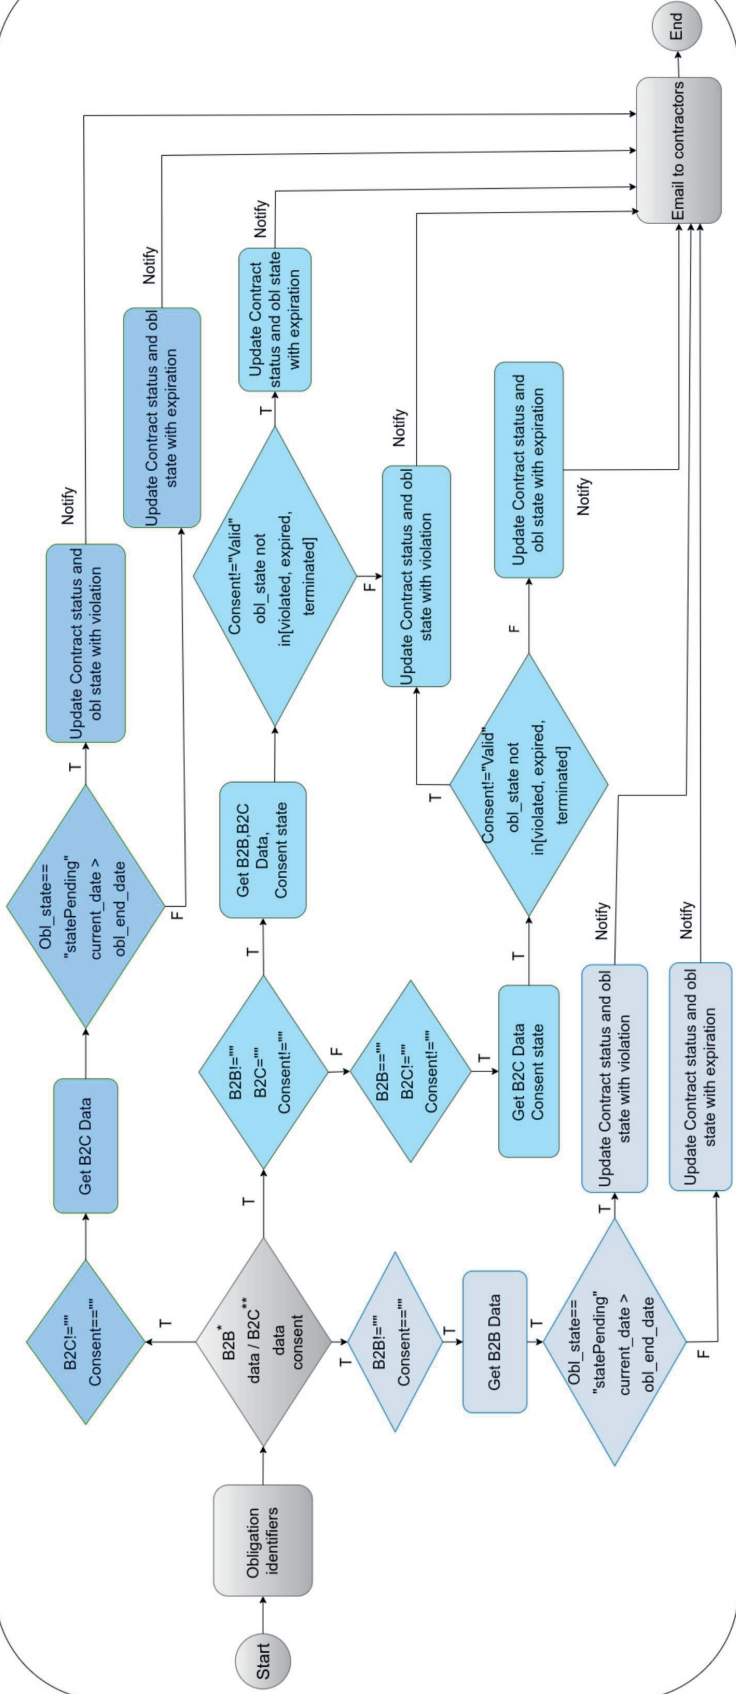 Start
Obligation
identifiers
B2B*
data / B2C**
data
consent
T
B2C!=""
Consent==""
Get B2C Data
Obl_state==
"statePending"
current_date >
obl_end_date
T
Update Contract status and
obl state with violation
Notify
F
Update Contract status and obl
state with expiration
Notify
T
B2B!=""
B2C=""
Consent!=""
T
Get B2B,B2C
Data,
Consent state
Consent!="Valid"
obl_state not
in[violated, expired,
terminated]
T
Update Contract
status and obl state
with expiration
Notify
F
Update Contract status and obl
state with violation
Notify
F
B2B==""
B2C!=""
Consent!=""
T
Get B2C Data
Consent state
T
Consent!="Valid"
obl_state not
in[violated, expired,
terminated]
T
F
Update Contract status and
obl state with expiration
Notify
T
B2B!=""
Consent==""
T
Get B2B Data
T
Obl_state==
"statePending"
current_date >
obl_end_date
T
Update Contract status and obl
state with violation
Notify
F
Update Contract status and obl
state with expiration
Notify
Email to contractors
End